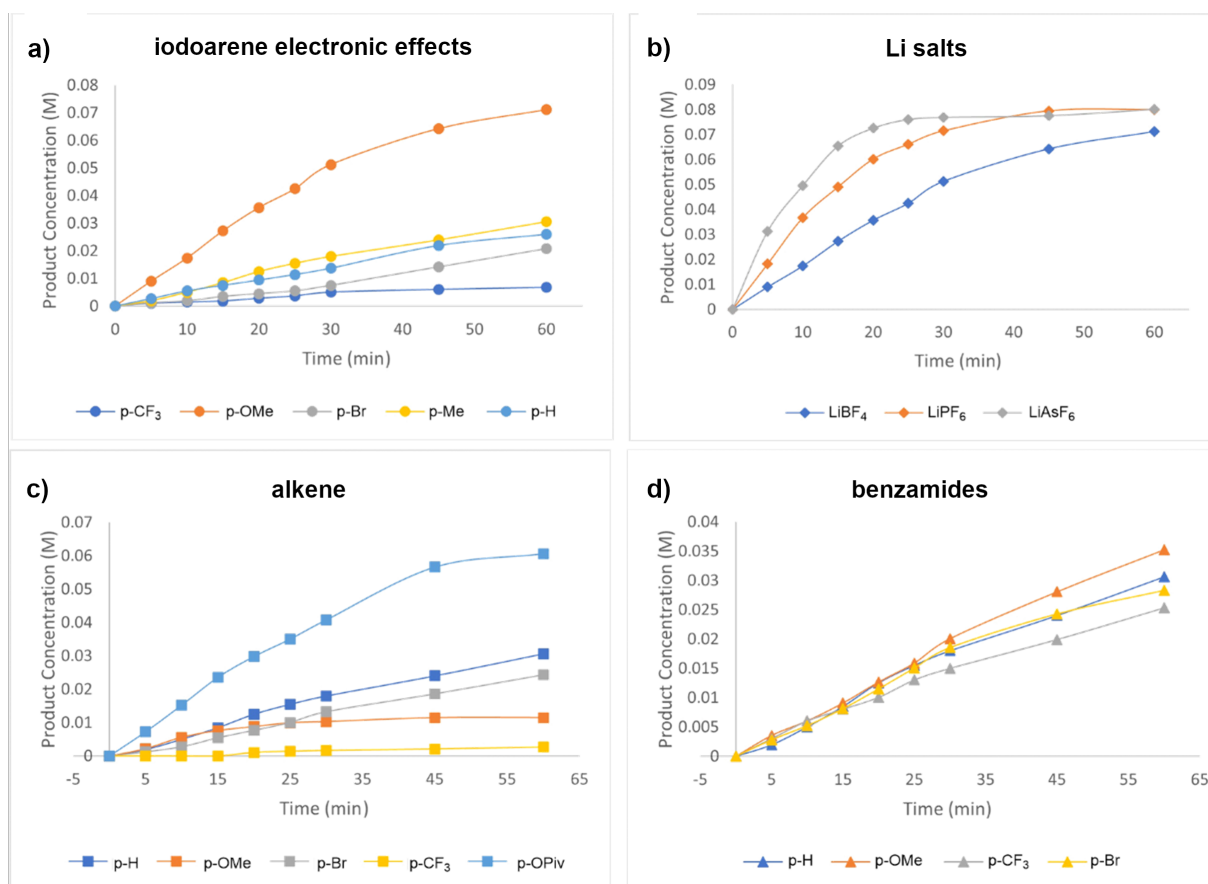 a) iodoarene electronic effects
Product Concentration (M)
0.08
0.07
0.06
0.05
0.04
0.03
0.02
0.01
0
0 10 20 30 40 50 60
Time (min)
p-CF₃ p-OMe p-Br p-Me p-H
b) Li salts
Product Concentration (M)
0.09
0.08
0.07
0.06
0.05
0.04
0.03
0.02
0.01
0
0 10 20 30 40 50 60
Time (min)
LiBF₄ LiPF₆ LiAsF₆
c) alkene
Product Concentration (M)
0.07
0.06
0.05
0.04
0.03
0.02
0.01
0
-5 5 15 25 35 45 55 65
Time (min)
p-H p-OMe p-Br p-CF₃ p-OPiv
d) benzamides
Product Concentration (M)
0.04
0.035
0.03
0.025
0.02
0.015
0.01
0.005
0
-5 5 15 25 35 45 55 65
Time (min)
p-H p-OMe p-CF₃ p-Br